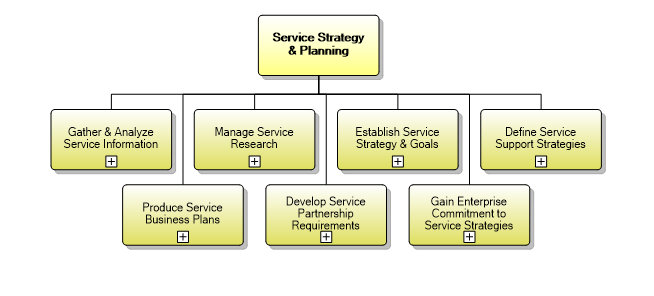 Service Strategy
& Planning
Gather & Analyze
Service Information
Manage Service
Research
Establish Service
Strategy & Goals
Define Service
Support Strategies
Produce Service
Business Plans
Develop Service
Partnership
Requirements
Gain Enterprise
Commitment to
Service Strategies